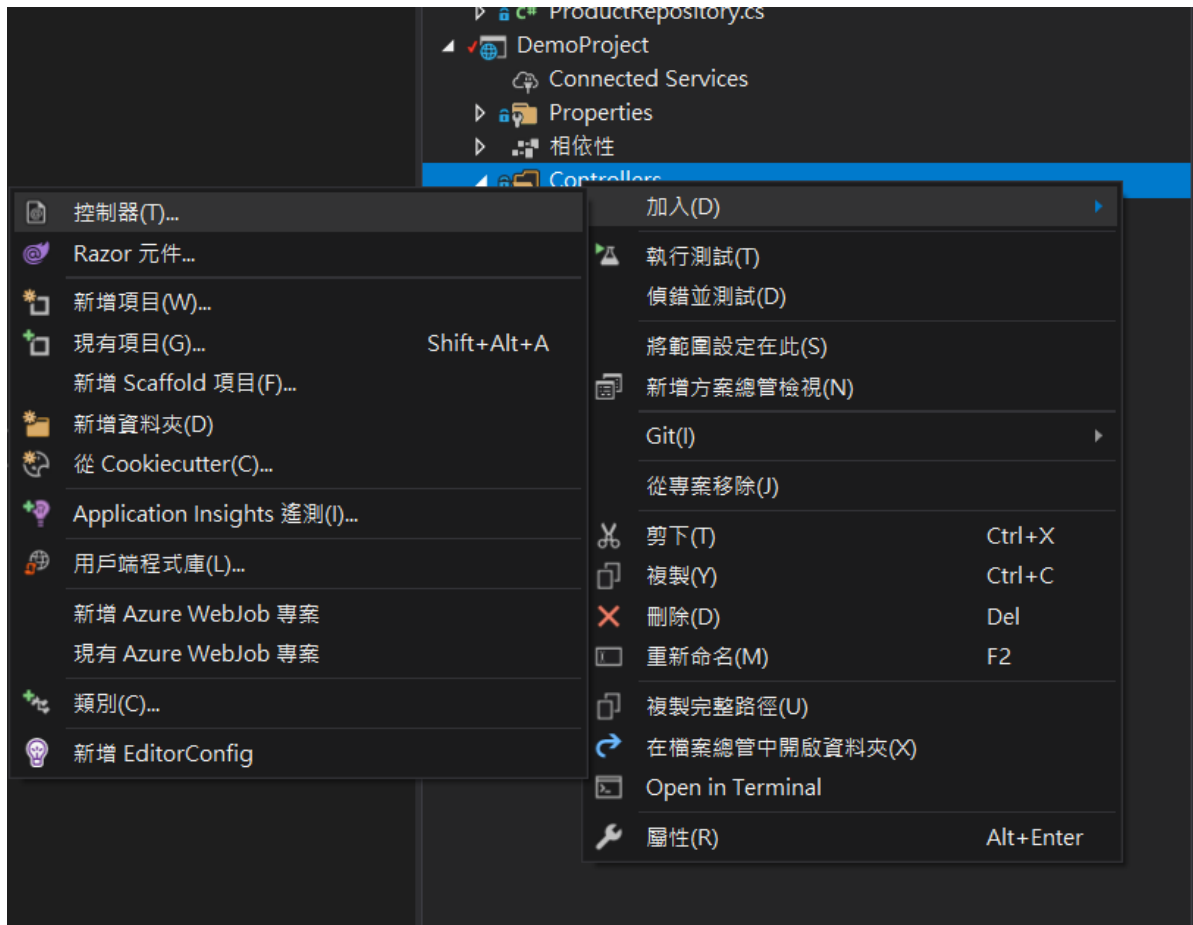 ProductRepository.cs
DemoProject
Connected Services
Properties
相依性
Controllers
控制器(T)...
Razor 元件...
新增項目(W)...
現有項目(G)... Shift+Alt+A
新增 Scaffold 項目(F)...
新增資料夾(D)
從 Cookiecutter(C)...
Application Insights 遙測(I)...
用戶端程式庫(L)...
新增 Azure WebJob 專案
現有 Azure WebJob 專案
類別(C)...
新增 EditorConfig
加入(D)
執行測試(T)
偵錯並測試(D)
將範圍設定在此(S)
新增方案總管檢視(N)
Git(I)
從專案移除(J)
剪下(T) Ctrl+X
複製(Y) Ctrl+C
刪除(D) Del
重新命名(M) F2
複製完整路徑(U)
在檔案總管中開啟資料夾(X)
Open in Terminal
屬性(R) Alt+Enter